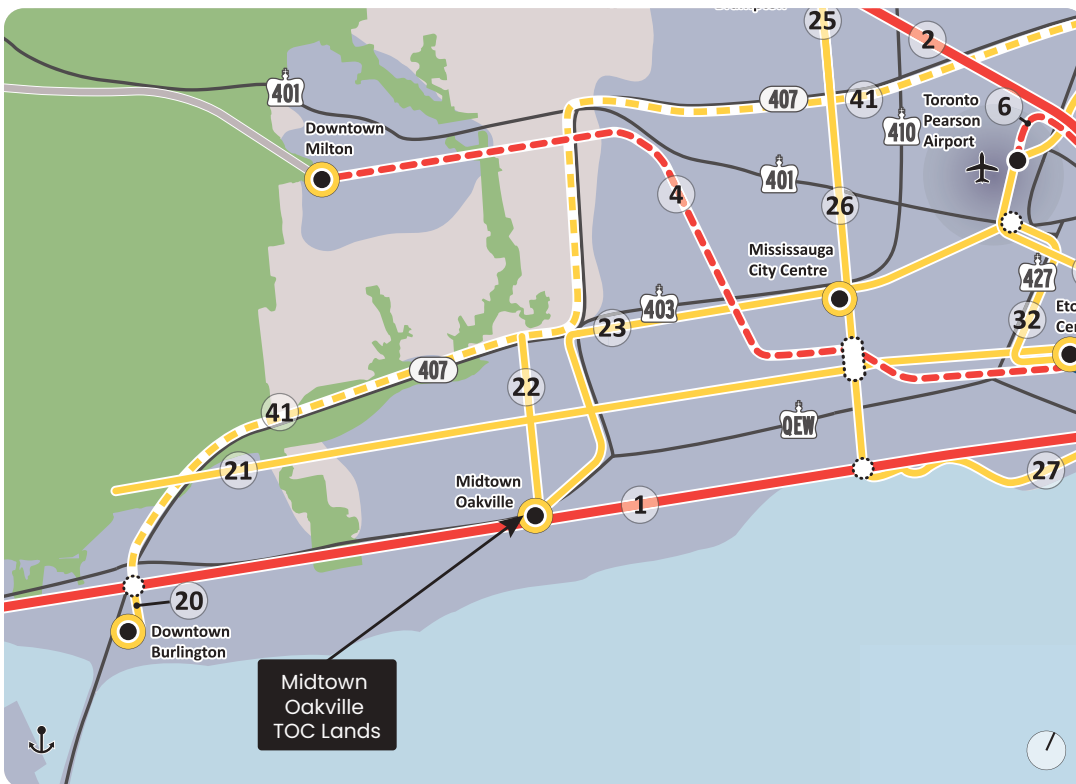 25
2
401
407
41
Toronto
Pearson
Airport
6
410
Downtown
Milton
401
4
26
Mississauga
City Centre
427
403
23
32
407
22
41
QEW
21
Midtown
Oakville
1
27
20
Downtown
Burlington
Midtown
Oakville
TOC Lands